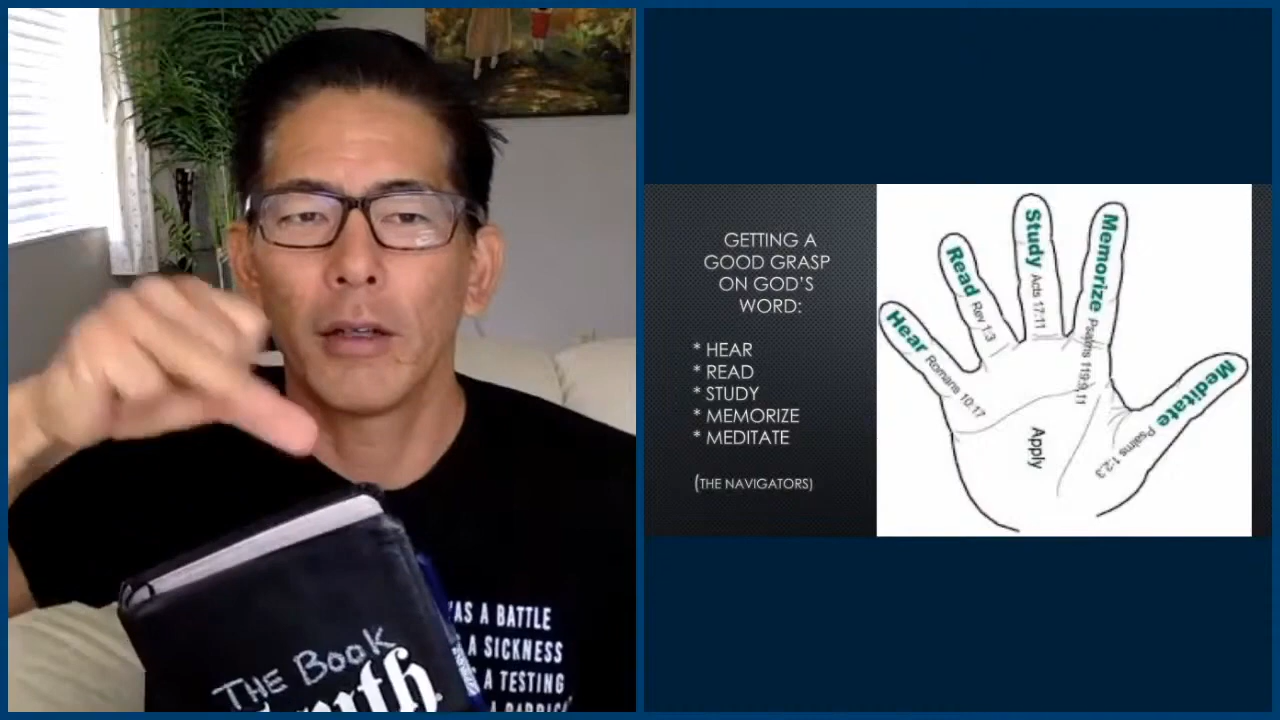 THE BOOK
AS A BATTLE
A SICKNESS
A TESTING
GETTING A
GOOD GRASP
ON GOD'S
WORD:
* HEAR
* READ
* STUDY
* MEMORIZE
* MEDITATE
(THE NAVIGATORS)
Hear Romans 10:17
Read Rev 1:3
Study Acts 17:11
Memorize Psalms 119:9,11
Meditate Psalms 1:2,3
Apply